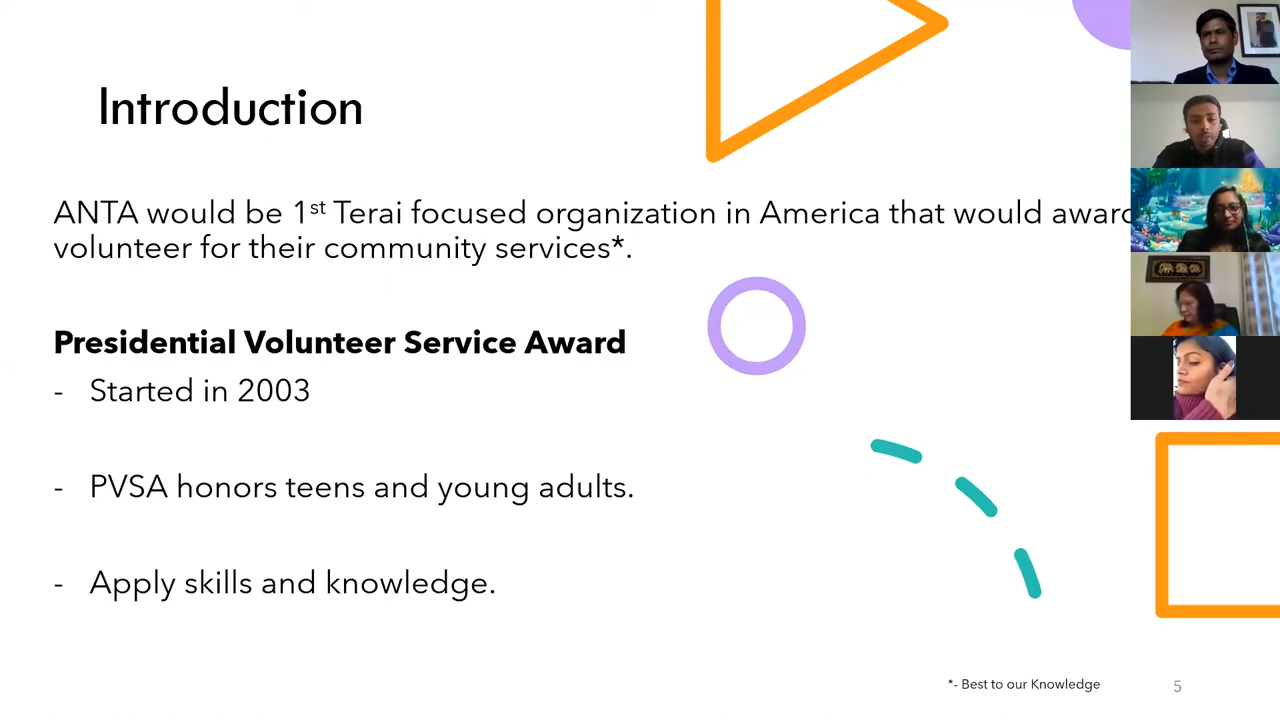 Introduction
ANTA would be 1st Terai focused organization in America that would award
volunteer for their community services*.
Presidential Volunteer Service Award
- Started in 2003
- PVSA honors teens and young adults.
- Apply skills and knowledge.
*- Best to our Knowledge
5